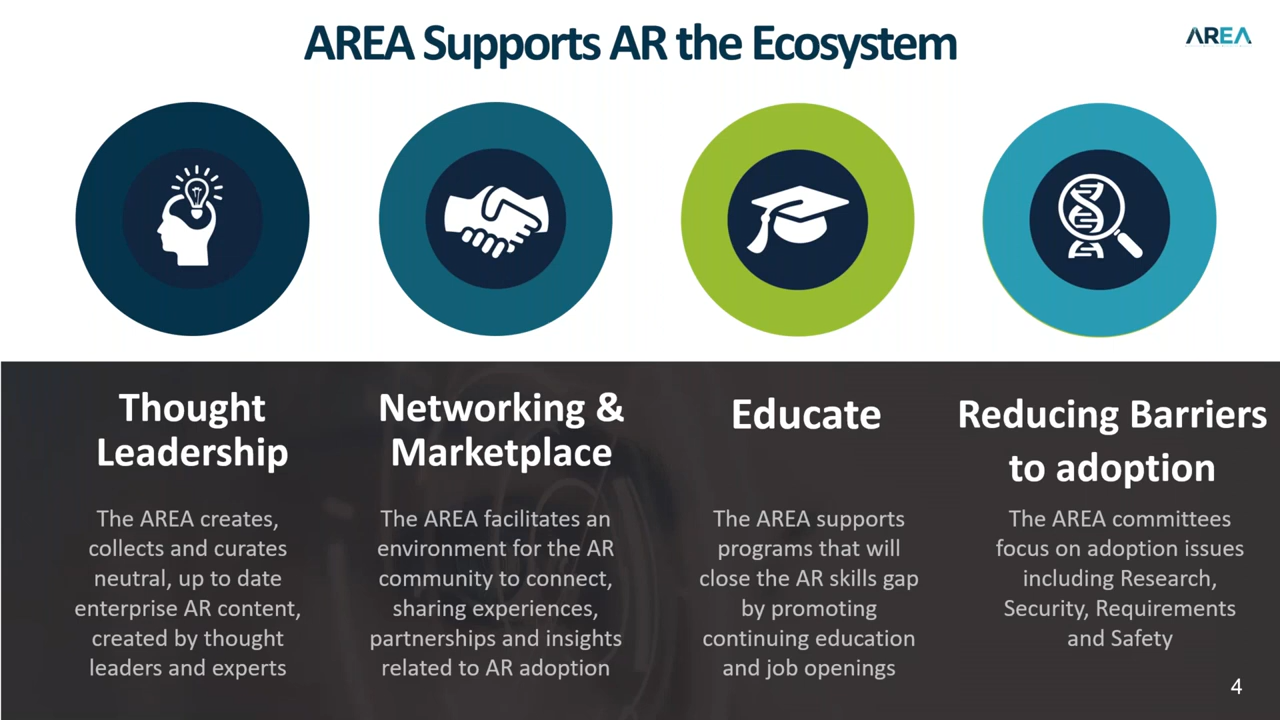 AREA Supports AR the Ecosystem
AREA
Thought
Leadership
The AREA creates,
collects and curates
neutral, up to date
enterprise AR content,
created by thought
leaders and experts
Networking &
Marketplace
The AREA facilitates an
environment for the AR
community to connect,
sharing experiences,
partnerships and insights
related to AR adoption
Educate
The AREA supports
programs that will
close the AR skills gap
by promoting
continuing education
and job openings
Reducing Barriers
to adoption
The AREA committees
focus on adoption issues
including Research,
Security, Requirements
and Safety
4